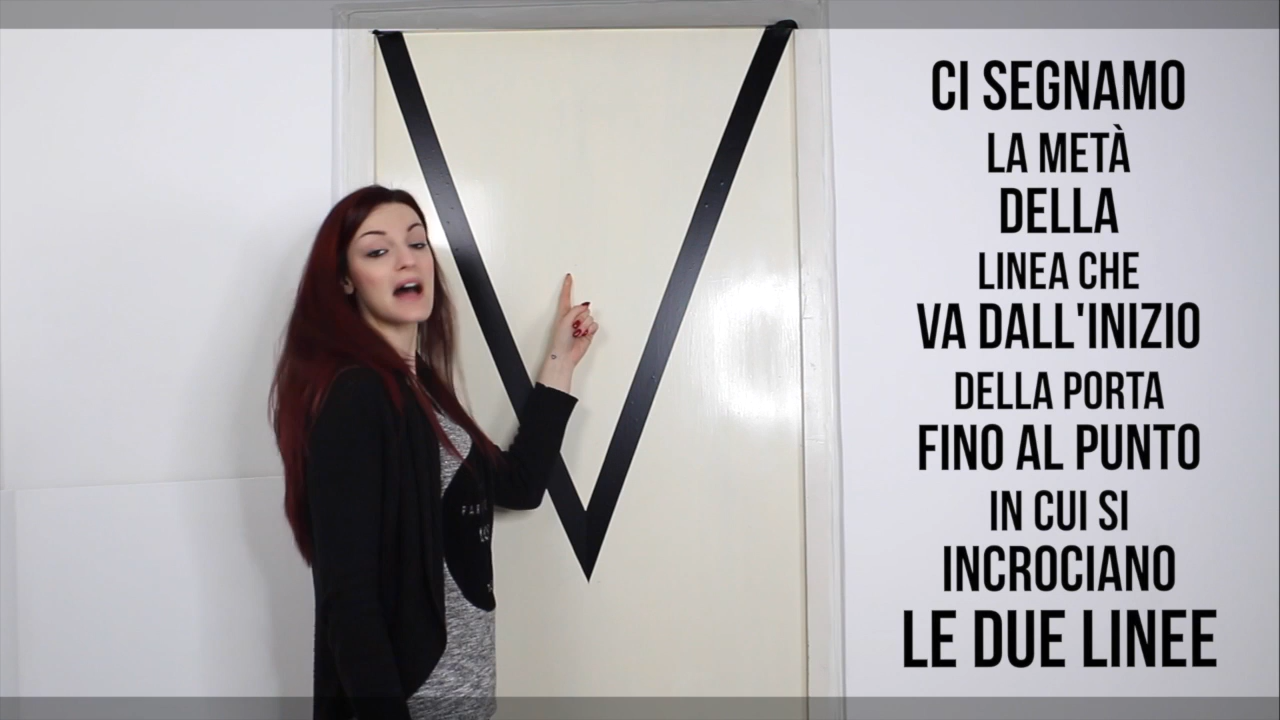 CI SEGNAMO
LA METÀ
DELLA
LINEA CHE
VA DALL'INIZIO
DELLA PORTA
FINO AL PUNTO
IN CUI SI
INCROCIANO
LE DUE LINEE